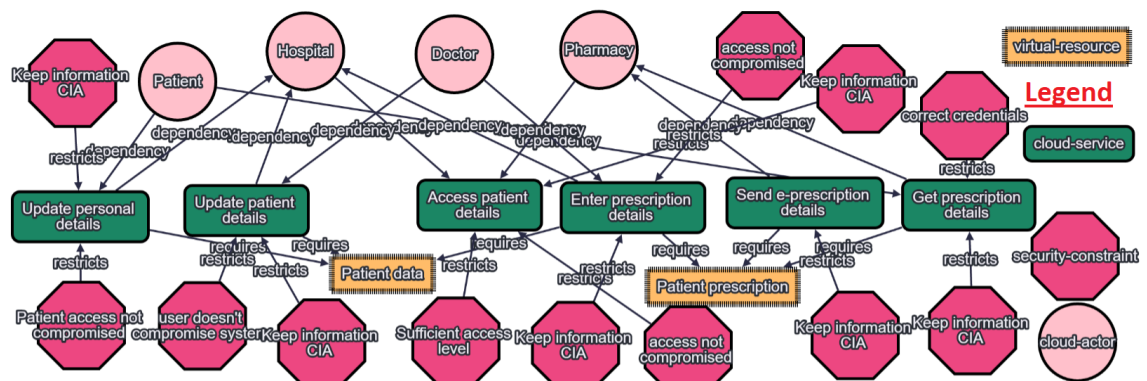 Keep information
CIA
Patient
Hospital
Doctor
Pharmacy
access not
compromised
Keep information
CIA
correct credentials
virtual-resource
Legend
cloud-service
security-constraint
cloud-actor
restricts
dependency
dependency
dependency
dependency
dependency
dependency
dependency
dependency
dependency
restricts
restricts
dependency
dependency
restricts
Update personal
details
Update patient
details
Access patient
details
Enter prescription
details
Send e-prescription
details
Get prescription
details
restricts
requires
restricts
requires
restricts
Patient data
restricts
requires
restricts
requires
Patient prescription
requires
restricts
requires
restricts
Patient access not
compromised
user doesn't
compromise system
Keep information
CIA
Sufficient access
level
Keep information
CIA
access not
compromised
Keep information
CIA
Keep information
CIA